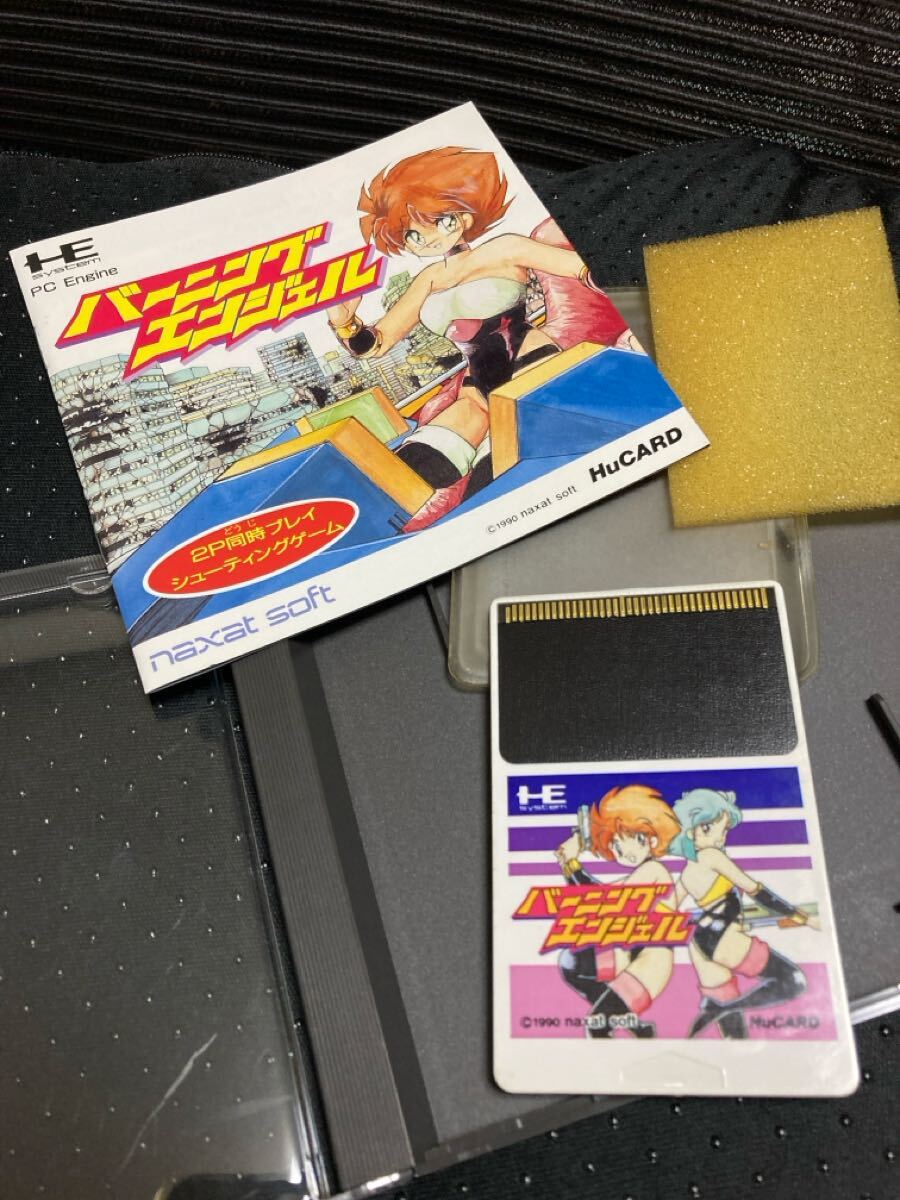 HE
system
PC Engine
バーニング
エンジェル
どうじ
2P同時プレイ
シューティングゲーム
©1990 naxat soft
HuCARD
naxat soft
HE
system
バーニング
エンジェル
©1990 naxat soft
HuCARD